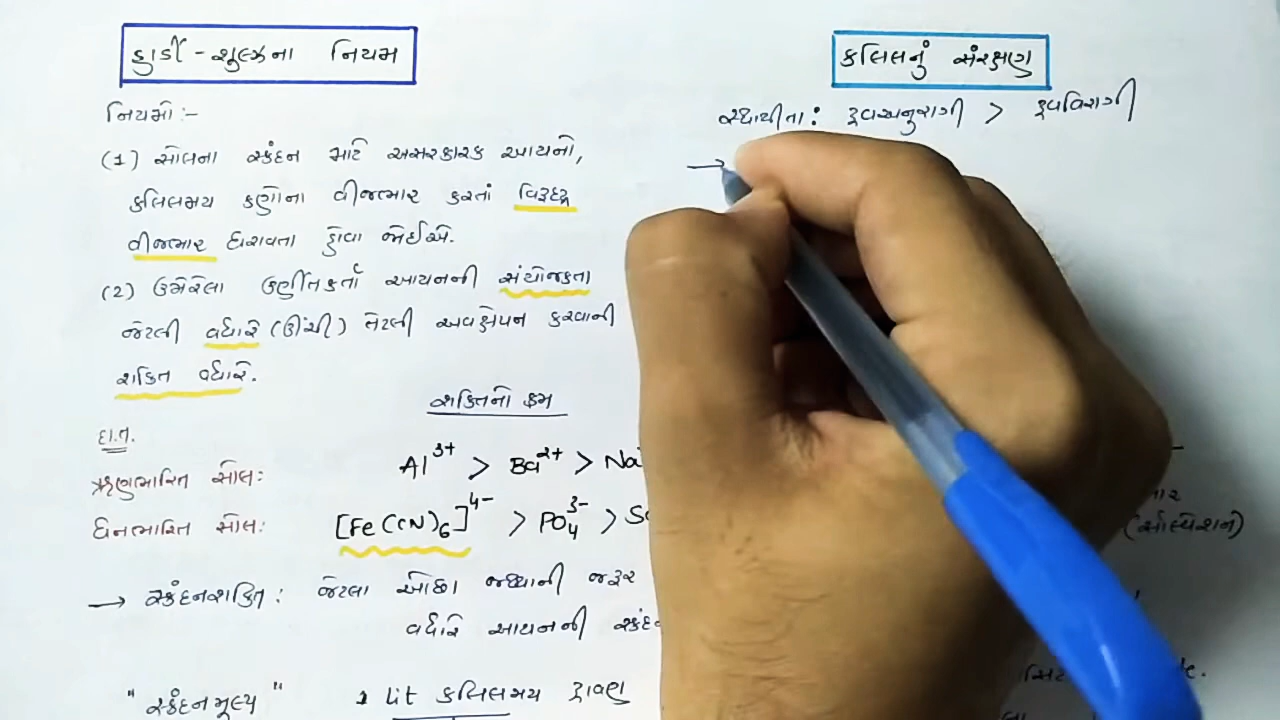 હાર્ડી - શુલ્ઝના નિયમ
નિયમો :-
(1) સોલના સ્કંદન માટે અસરકારક આયનો,
કલિલમય કણોના વીજભાર કરતાં વિરૂદ્ધ
વીજભાર ધરાવતા હોવા જોઈએ.
(2) ઉમેરેલા ઉર્ણીતકર્તા આયનની સંયોજકતા
જેટલી વધારે (ઊંચી) તેટલી અવક્ષેપન કરવાની
શકિત વધારે.
શકિતનો ક્રમ
દા.ત.
ઋણભારિત સોલ: Al³⁺ > Ba²⁺ > Na
ધનભારિત સોલ: [Fe(CN)₆]⁴⁻ > PO₄³⁻ > S
→ સ્કંદનશકિત : જેટલા ઓછા જથ્થાની જરૂર
વધારે આયનની
"સ્કંદનમૂલ્ય" 1 lit કલિલમય દ્રાવણ
કલિલનું સંરક્ષણ
સ્થાયીતા : દ્રવઅનુરાગી > દ્રવવિરાગી
→